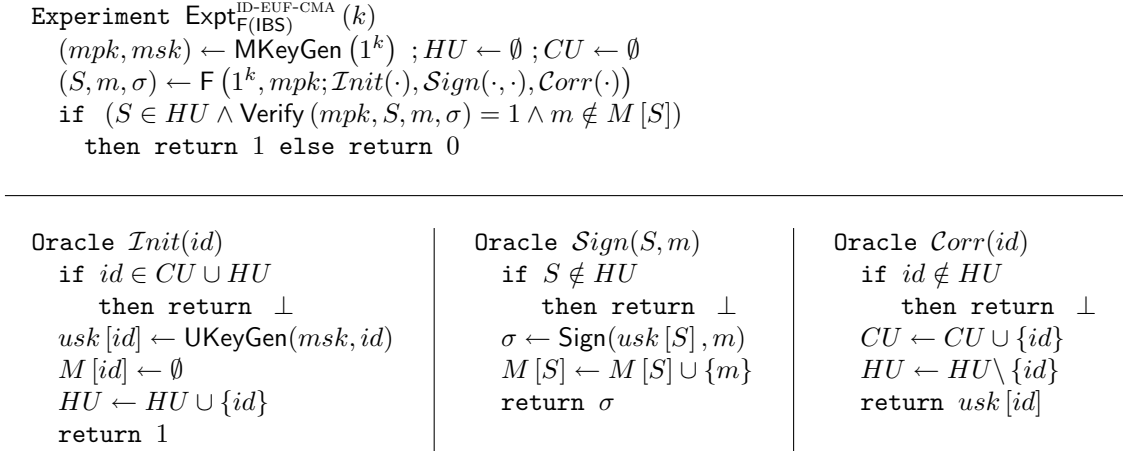 Experiment Expt^{ID-EUF-CMA}_{F(IBS)} (k)
(mpk, msk) ← MKeyGen (1^k) ; HU ← ∅ ; CU ← ∅
(S, m, σ) ← F (1^k, mpk; Init(·), Sign(·, ·), Corr(·))
if (S ∈ HU ∧ Verify (mpk, S, m, σ) = 1 ∧ m ∉ M [S])
then return 1 else return 0
Oracle Init(id)
if id ∈ CU ∪ HU
then return ⊥
usk [id] ← UKeyGen(msk, id)
M [id] ← ∅
HU ← HU ∪ {id}
return 1
Oracle Sign(S, m)
if S ∉ HU
then return ⊥
σ ← Sign(usk [S] , m)
M [S] ← M [S] ∪ {m}
return σ
Oracle Corr(id)
if id ∉ HU
then return ⊥
CU ← CU ∪ {id}
HU ← HU\ {id}
return usk [id]